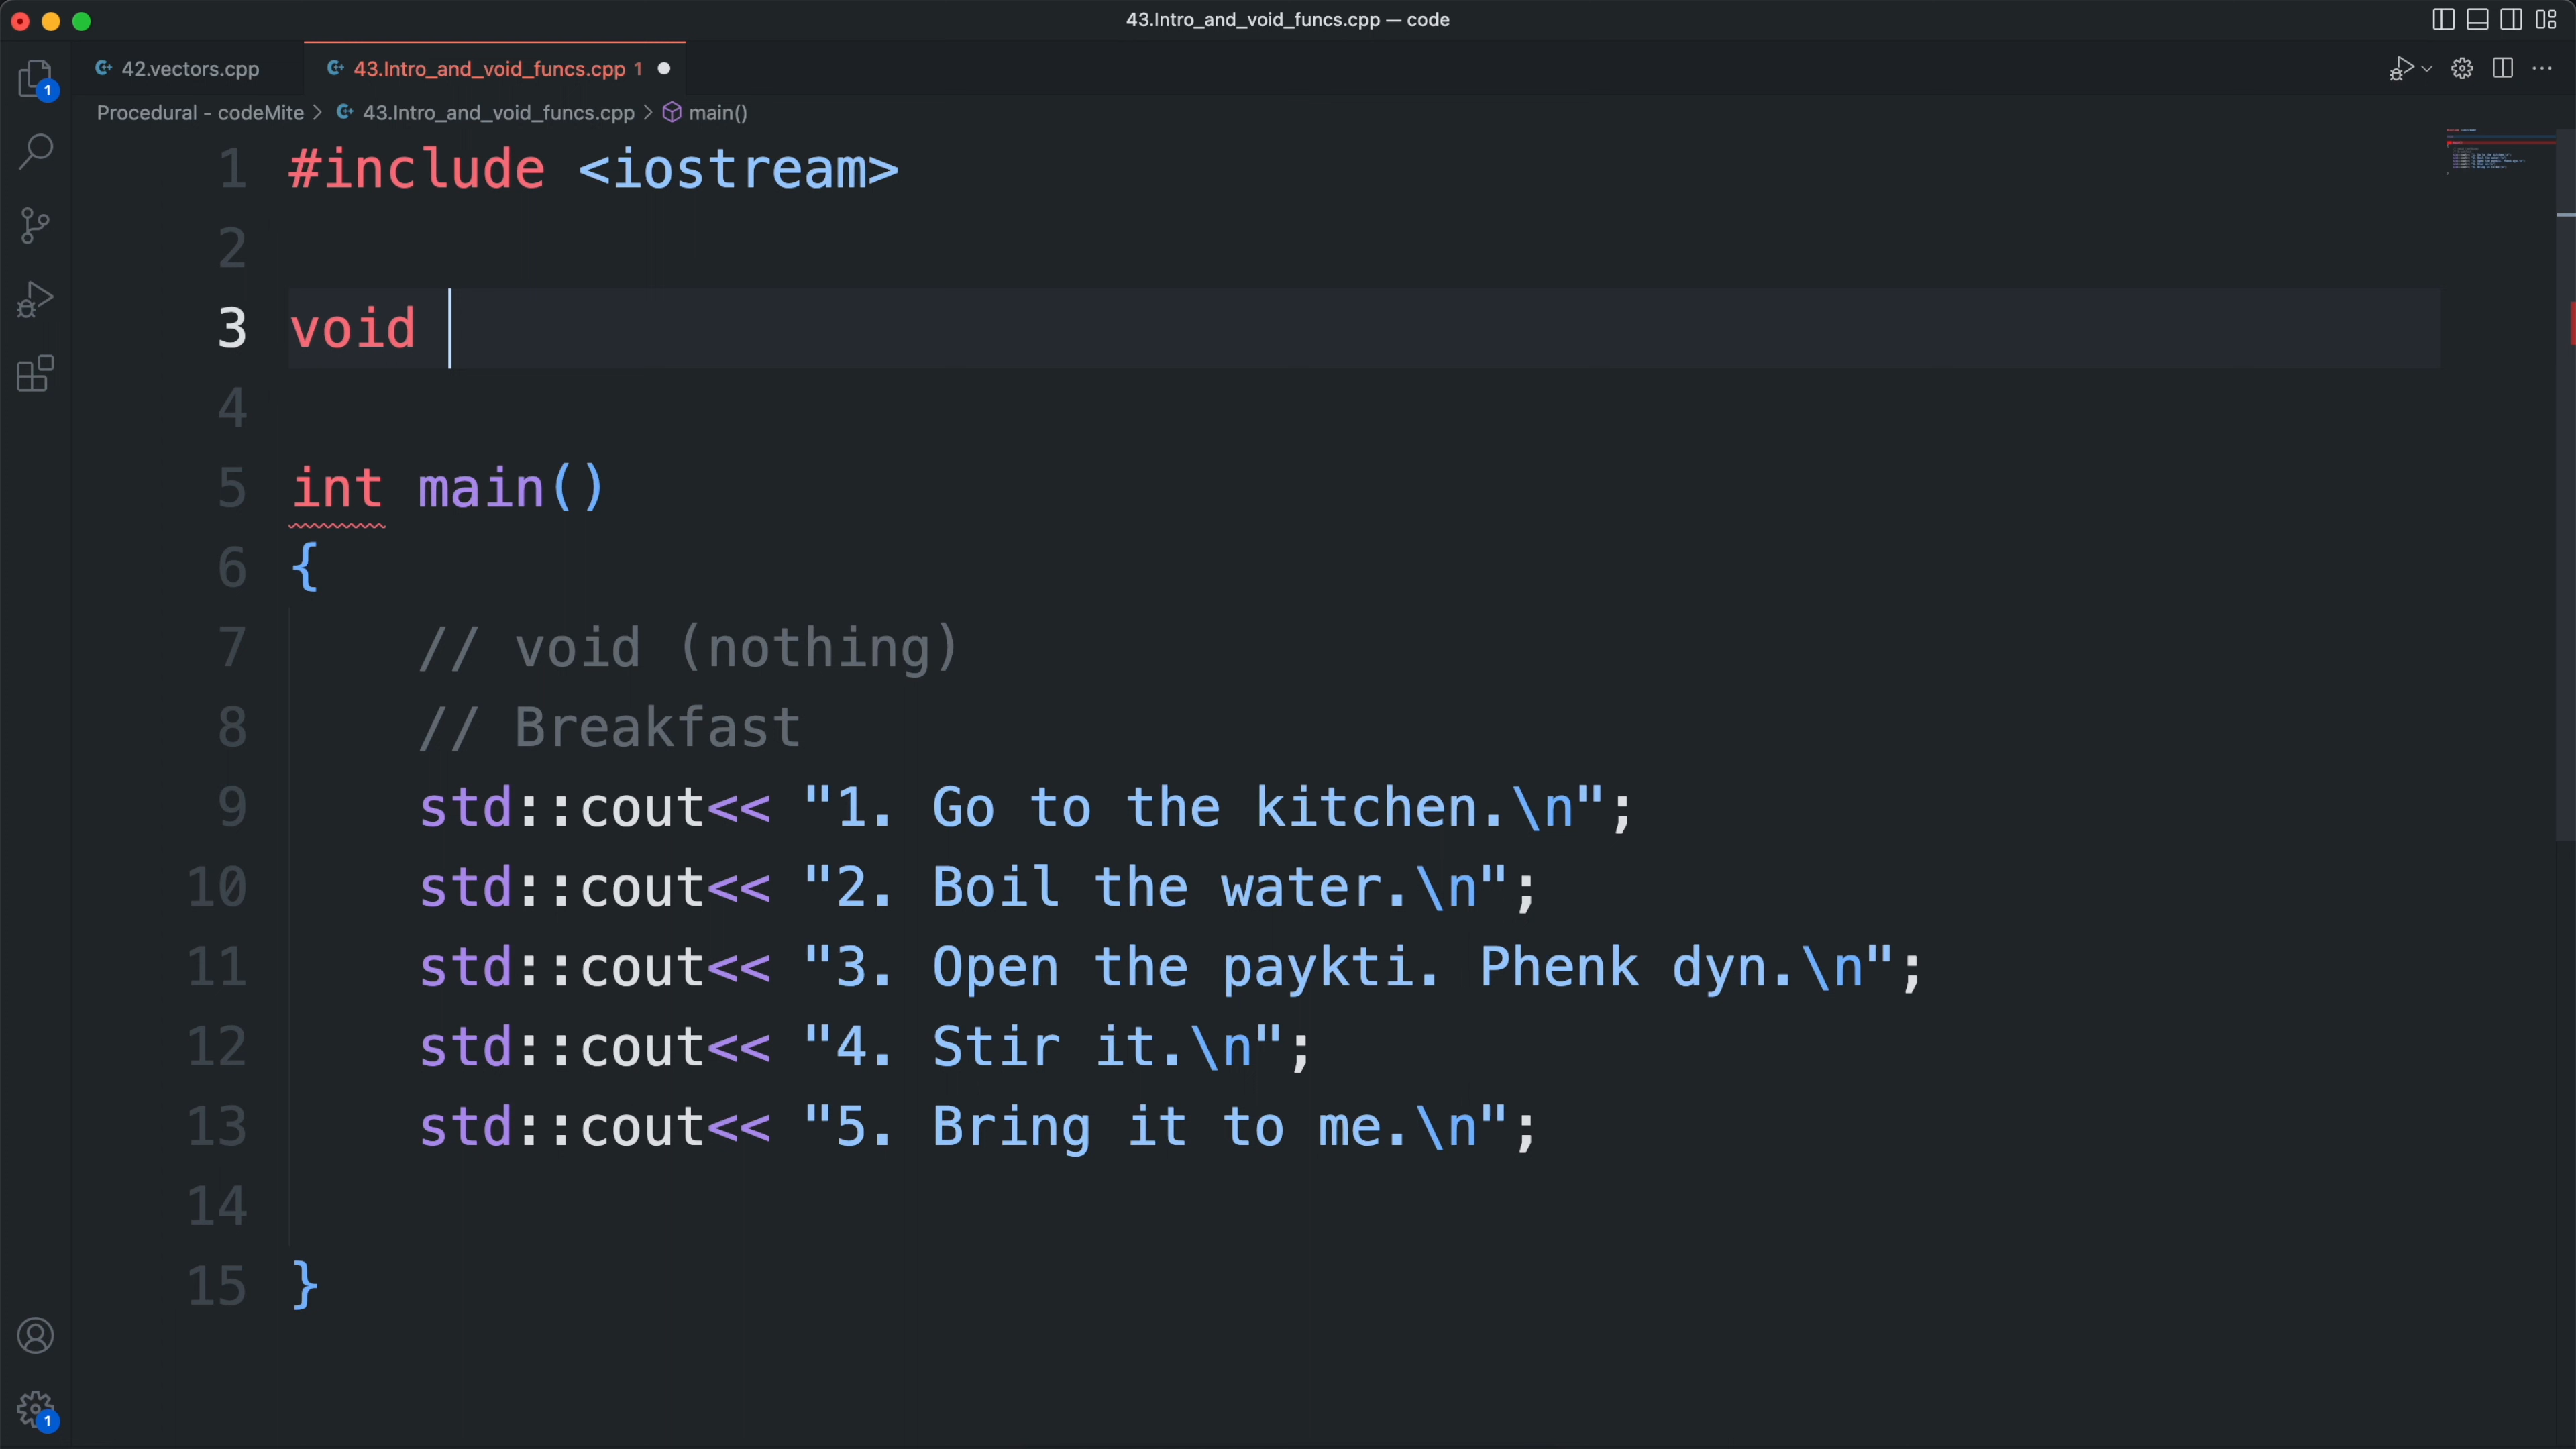 43.Intro_and_void_funcs.cpp — code
42.vectors.cpp
43.Intro_and_void_funcs.cpp 1
1
Procedural - codeMite > 43.Intro_and_void_funcs.cpp > main()
1 #include <iostream>
2
3 void
4
5 int main()
6 {
7 // void (nothing)
8 // Breakfast
9 std::cout<< "1. Go to the kitchen.\n";
10 std::cout<< "2. Boil the water.\n";
11 std::cout<< "3. Open the paykti. Phenk dyn.\n";
12 std::cout<< "4. Stir it.\n";
13 std::cout<< "5. Bring it to me.\n";
14
15 }
1